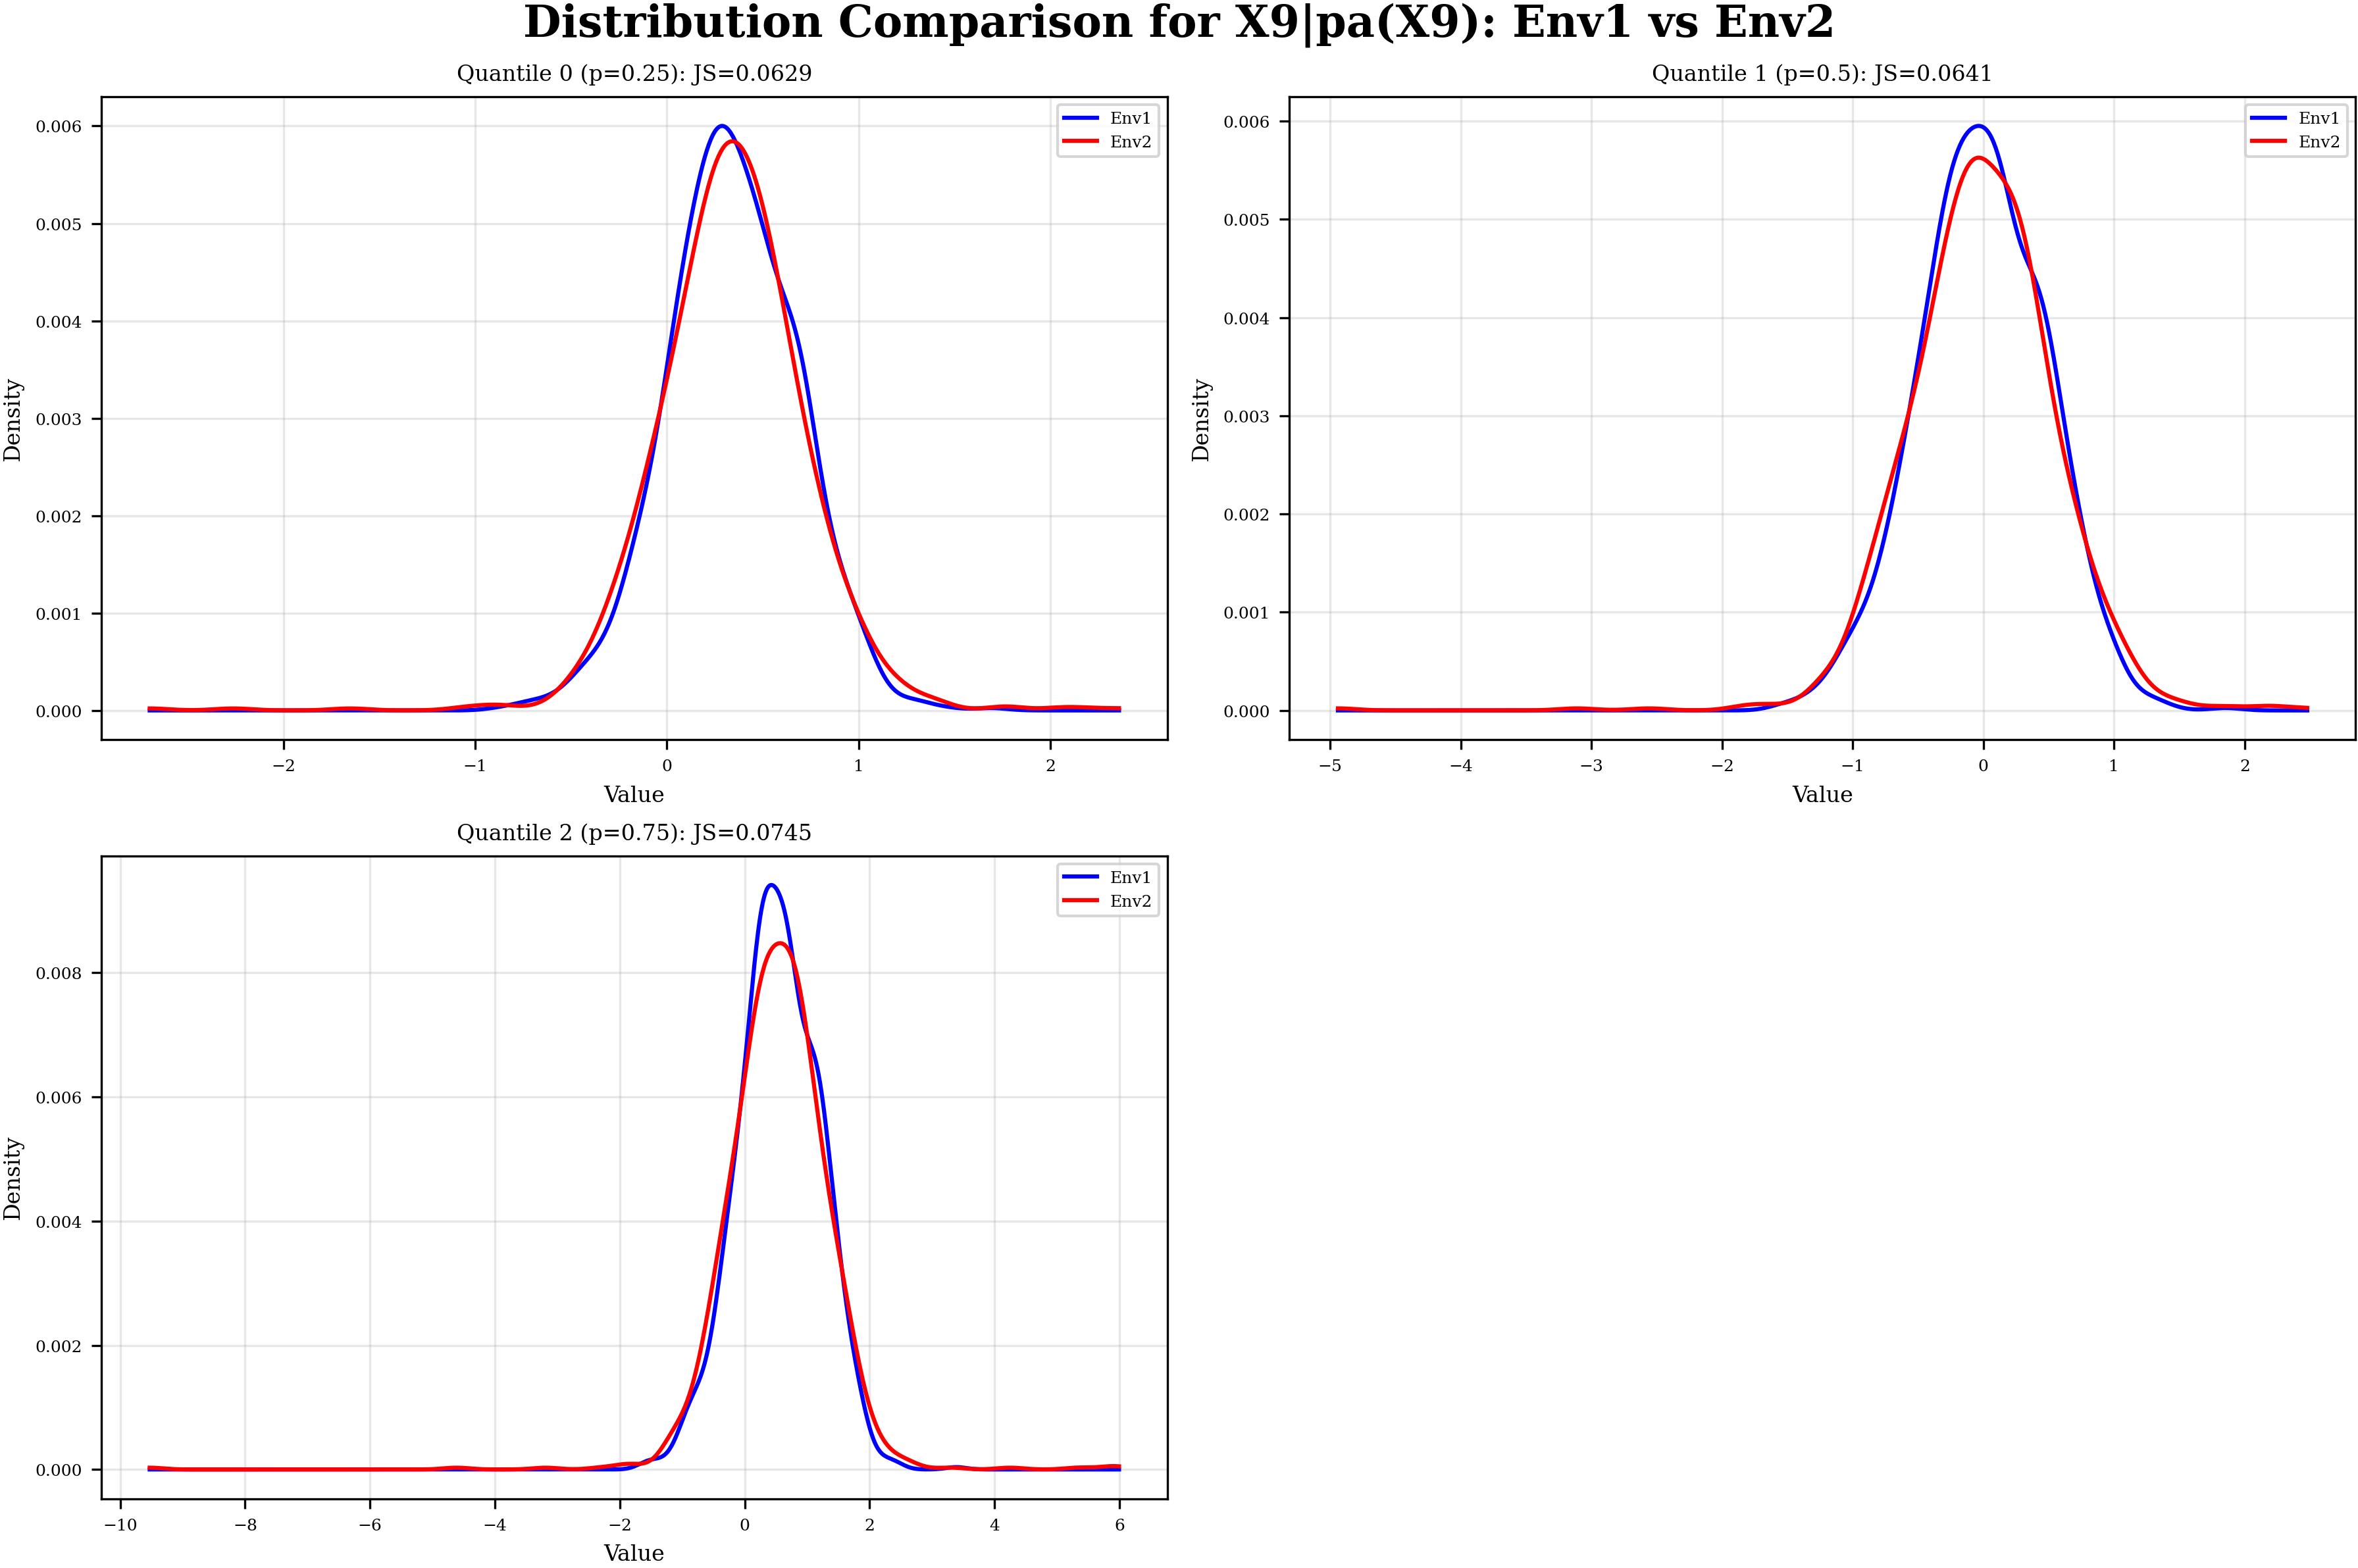 Distribution Comparison for X9|pa(X9): Env1 vs Env2
Quantile 0 (p=0.25): JS=0.0629
Env1
Env2
0.006
0.005
0.004
0.003
0.002
0.001
0.000
Density
−2
−1
0
1
2
Value
Quantile 1 (p=0.5): JS=0.0641
Env1
Env2
0.006
0.005
0.004
0.003
0.002
0.001
0.000
Density
−5
−4
−3
−2
−1
0
1
2
Value
Quantile 2 (p=0.75): JS=0.0745
Env1
Env2
0.008
0.006
0.004
0.002
0.000
Density
−10
−8
−6
−4
−2
0
2
4
6
Value